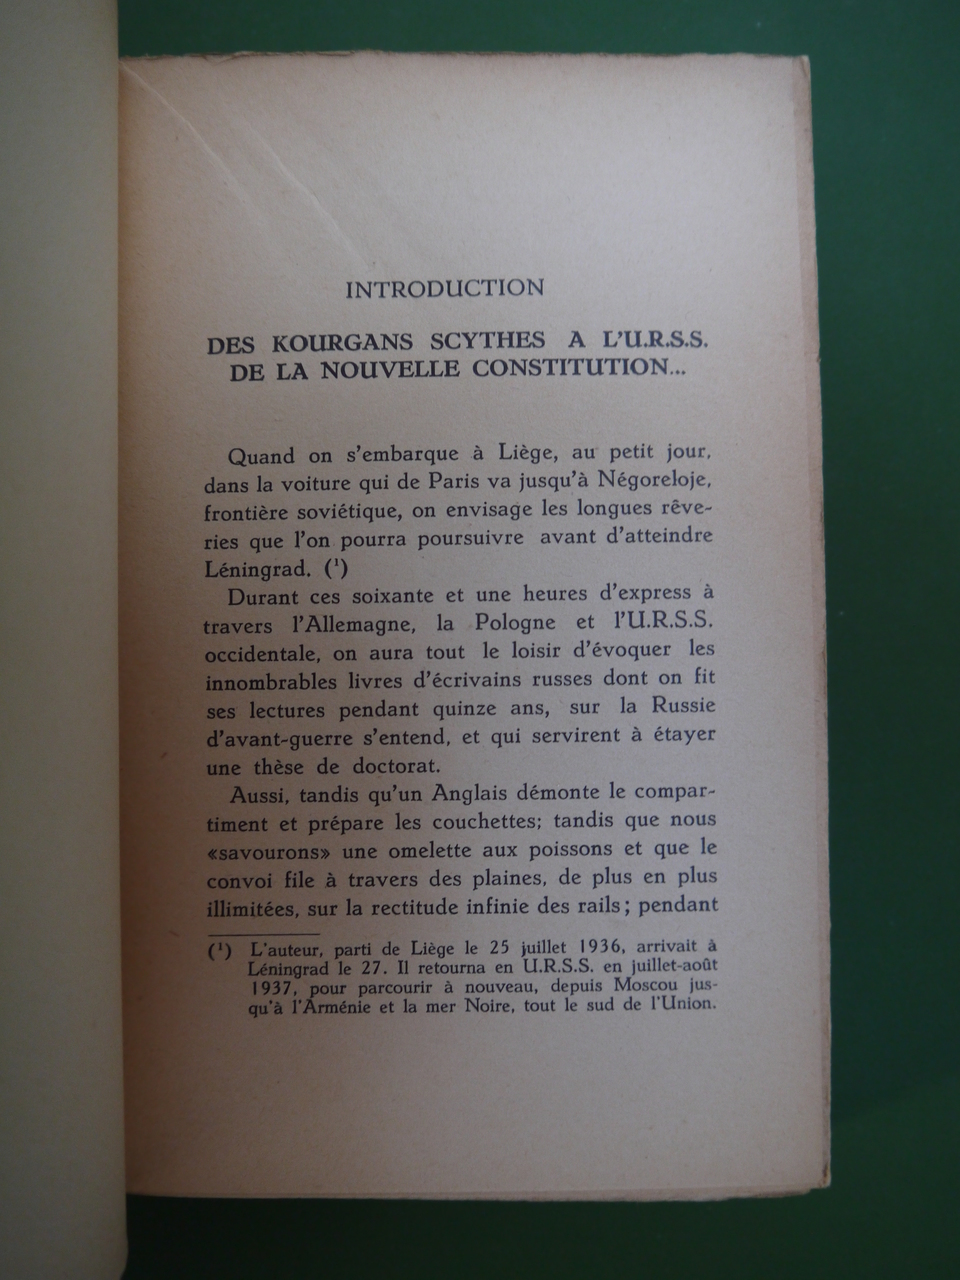 INTRODUCTION
DES KOURGANS SCYTHES A L'U.R.S.S.
DE LA NOUVELLE CONSTITUTION...
Quand on s'embarque à Liège, au petit jour,
dans la voiture qui de Paris va jusqu'à Négoreloje,
frontière soviétique, on envisage les longues rêve-
ries que l'on pourra poursuivre avant d'atteindre
Léningrad. (¹)
Durant ces soixante et une heures d'express à
travers l'Allemagne, la Pologne et l'U.R.S.S.
occidentale, on aura tout le loisir d'évoquer les
innombrables livres d'écrivains russes dont on fit
ses lectures pendant quinze ans, sur la Russie
d'avant-guerre s'entend, et qui servirent à étayer
une thèse de doctorat.
Aussi, tandis qu'un Anglais démonte le compar-
timent et prépare les couchettes; tandis que nous
«savourons» une omelette aux poissons et que le
convoi file à travers des plaines, de plus en plus
illimitées, sur la rectitude infinie des rails; pendant
(¹) L'auteur, parti de Liège le 25 juillet 1936, arrivait à
Léningrad le 27. Il retourna en U.R.S.S. en juillet-août
1937, pour parcourir à nouveau, depuis Moscou jus-
qu'à l'Arménie et la mer Noire, tout le sud de l'Union.